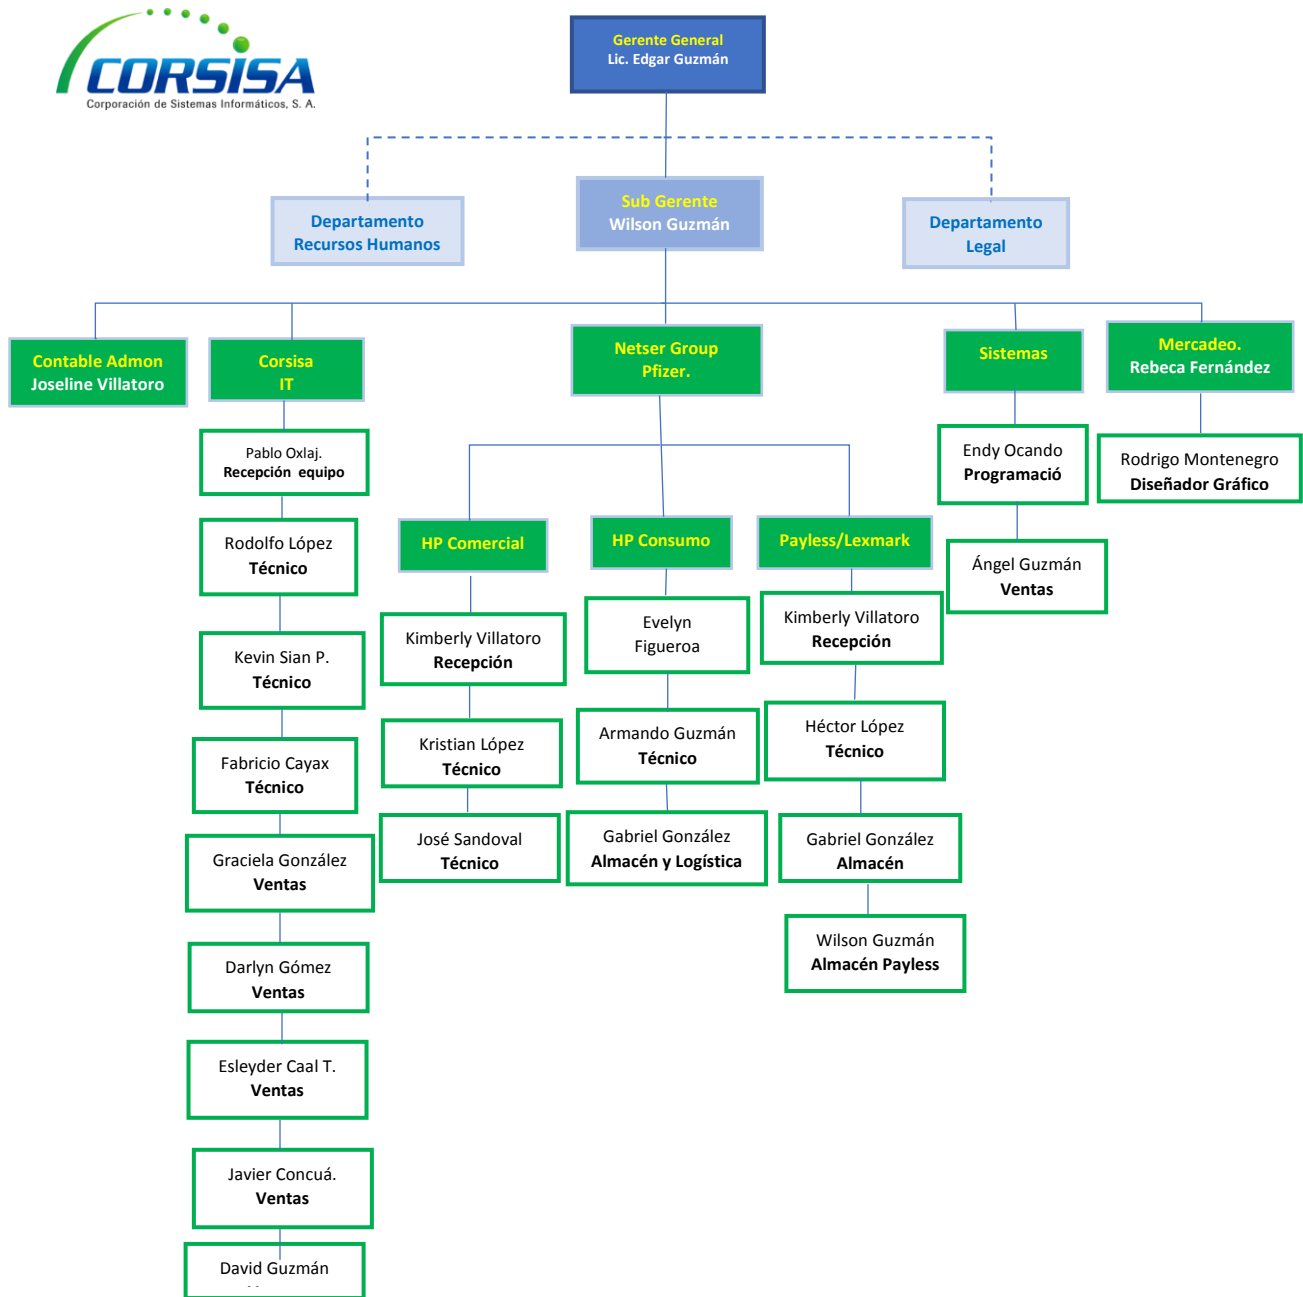 CORSISA
Corporación de Sistemas Informáticos, S. A.
Gerente General
Lic. Edgar Guzmán
Departamento
Recursos Humanos
Sub Gerente
Wilson Guzmán
Departamento
Legal
Contable Admon
Joseline Villatoro
Corsisa
IT
Netser Group
Pfizer.
Sistemas
Mercadeo.
Rebeca Fernández
Pablo Oxlaj.
Recepción equipo
Rodolfo López
Técnico
Kevin Sian P.
Técnico
Fabricio Cayax
Técnico
Graciela González
Ventas
Darlyn Gómez
Ventas
Esleyder Caal T.
Ventas
Javier Concuá.
Ventas
David Guzmán
HP Comercial
Kimberly Villatoro
Recepción
Kristian López
Técnico
José Sandoval
Técnico
HP Consumo
Evelyn
Figueroa
Armando Guzmán
Técnico
Gabriel González
Almacén y Logística
Payless/Lexmark
Kimberly Villatoro
Recepción
Héctor López
Técnico
Gabriel González
Almacén
Wilson Guzmán
Almacén Payless
Endy Ocando
Programació
Ángel Guzmán
Ventas
Rodrigo Montenegro
Diseñador Gráfico